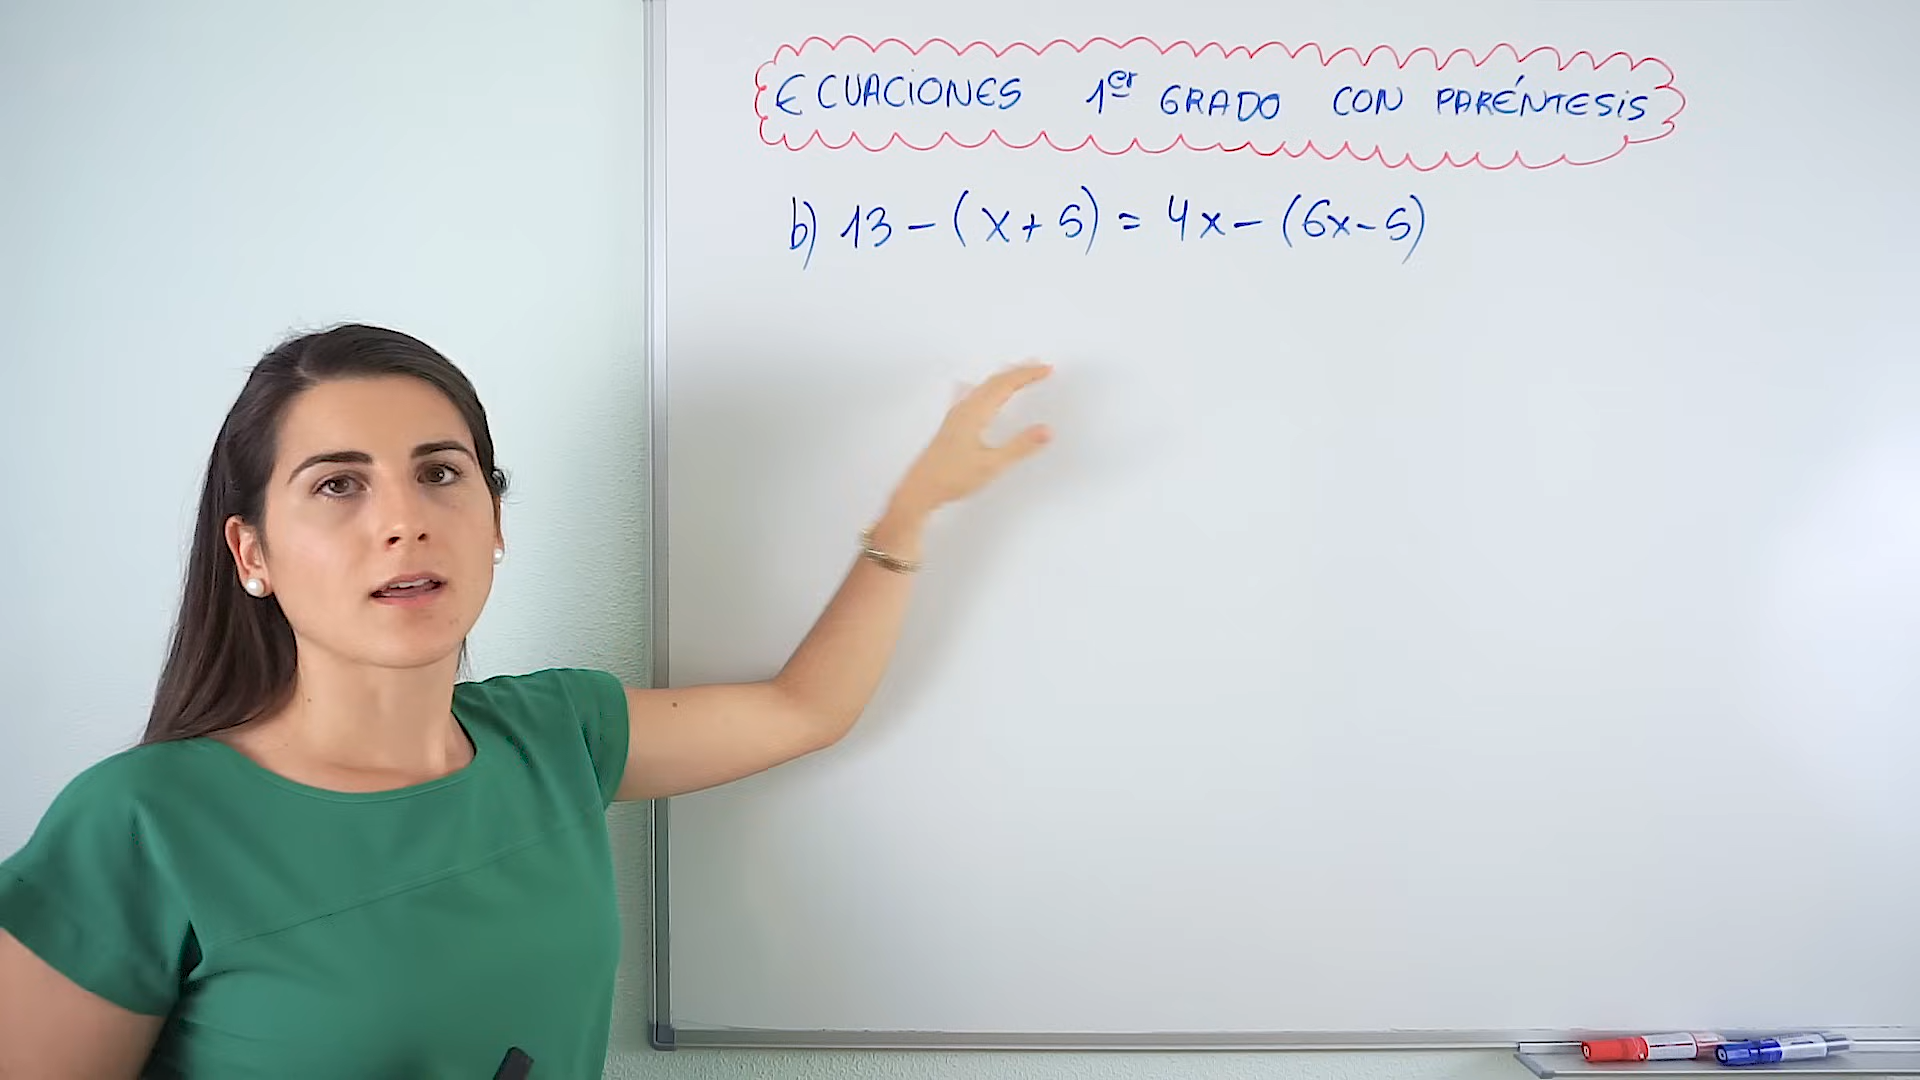 ECUACIONES 1er GRADO CON PARÉNTESIS
b) 13 - (x + 5) = 4x - (6x - 5)